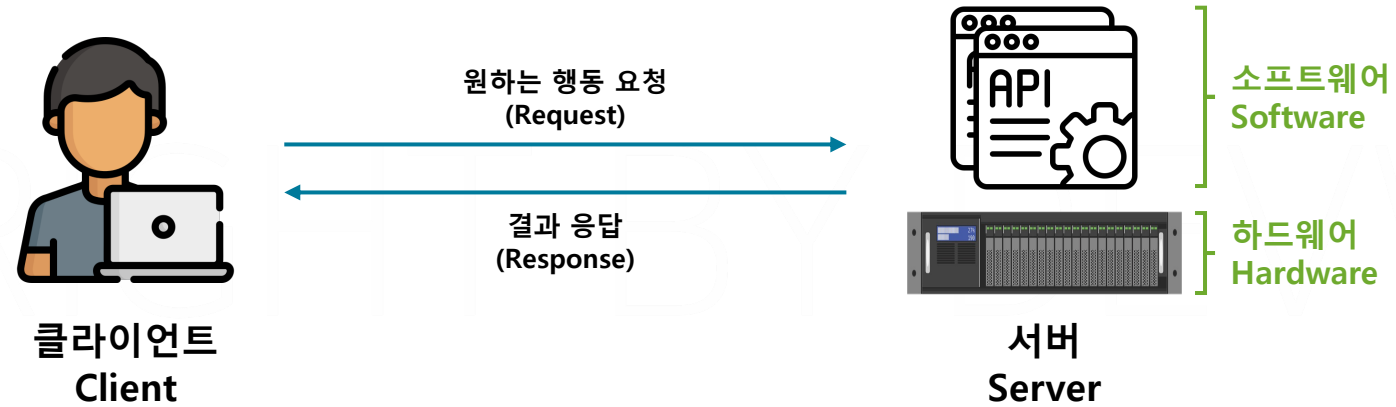 원하는 행동 요청
(Request)
결과 응답
(Response)
클라이언트
Client
API
소프트웨어
Software
하드웨어
Hardware
서버
Server